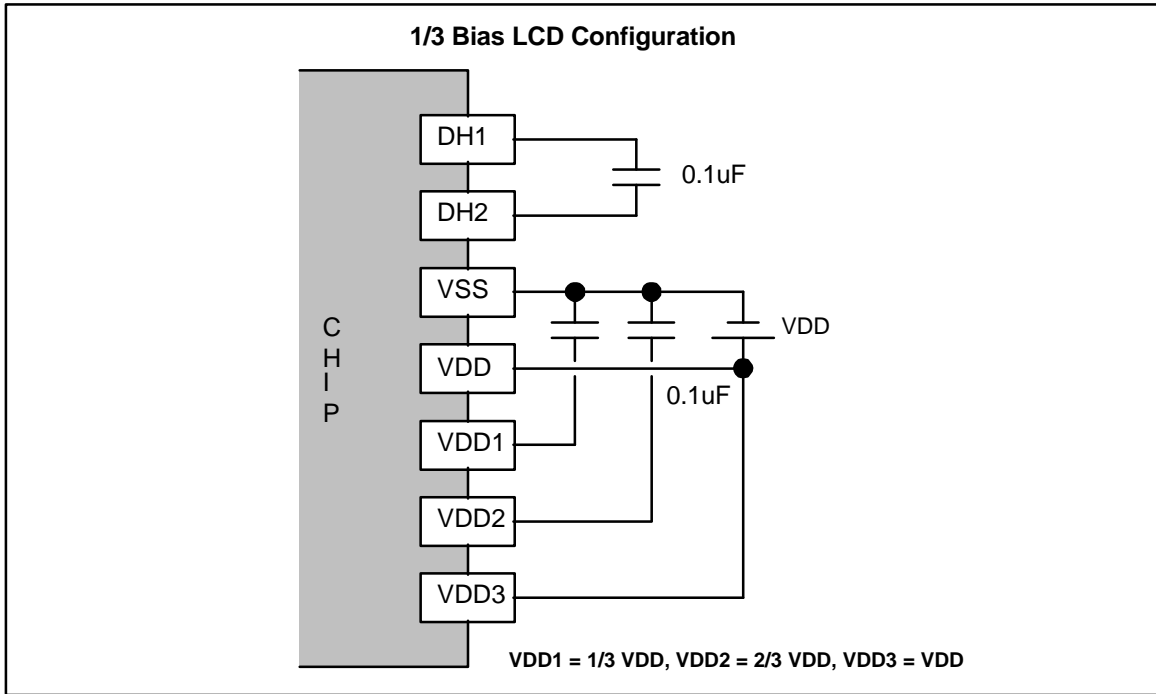 1/3 Bias LCD Configuration
DH1
0.1uF
DH2
VSS
CHIP
VDD
VDD
0.1uF
VDD1
VDD2
VDD3
VDD1 = 1/3 VDD, VDD2 = 2/3 VDD, VDD3 = VDD